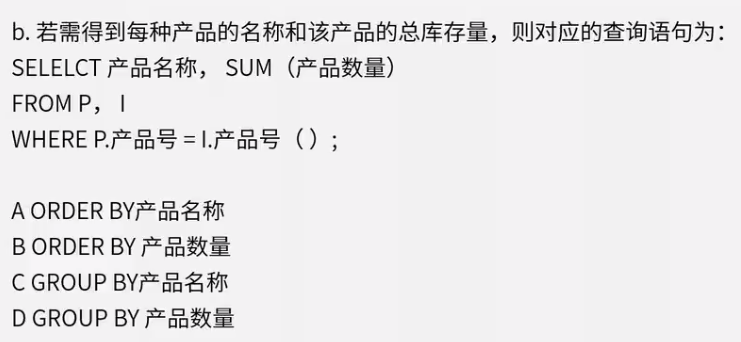 b. 若需得到每种产品的名称和该产品的总库存量，则对应的查询语句为：
SELELCT 产品名称， SUM（产品数量）
FROM P， I
WHERE P.产品号 = I.产品号（ ）;
A ORDER BY产品名称
B ORDER BY 产品数量
C GROUP BY产品名称
D GROUP BY 产品数量